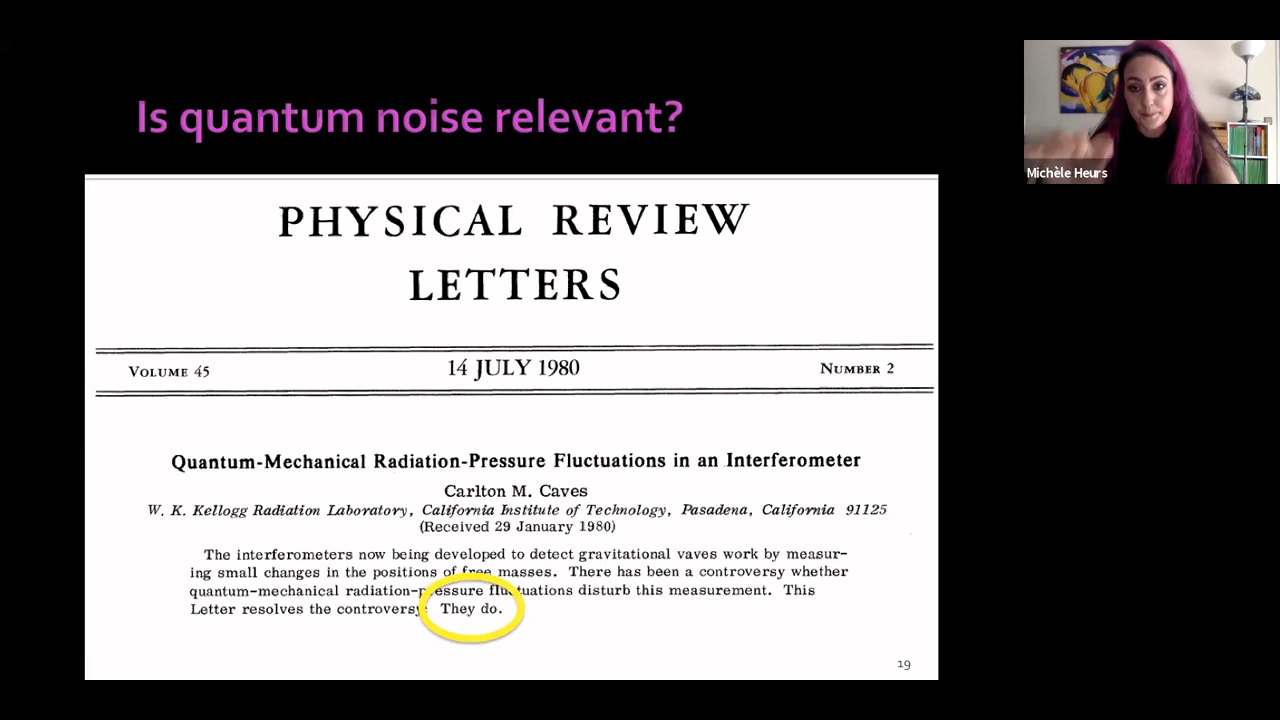 Is quantum noise relevant?
Michèle Heurs
PHYSICAL REVIEW
LETTERS
VOLUME 45
14 JULY 1980
NUMBER 2
Quantum-Mechanical Radiation-Pressure Fluctuations in an Interferometer
Carlton M. Caves
W. K. Kellogg Radiation Laboratory, California Institute of Technology, Pasadena, California 91125
(Received 29 January 1980)
The interferometers now being developed to detect gravitational vaves work by measur-
ing small changes in the positions of free masses. There has been a controversy whether
quantum-mechanical radiation-pressure fluctuations disturb this measurement. This
Letter resolves the controversy: They do.
19